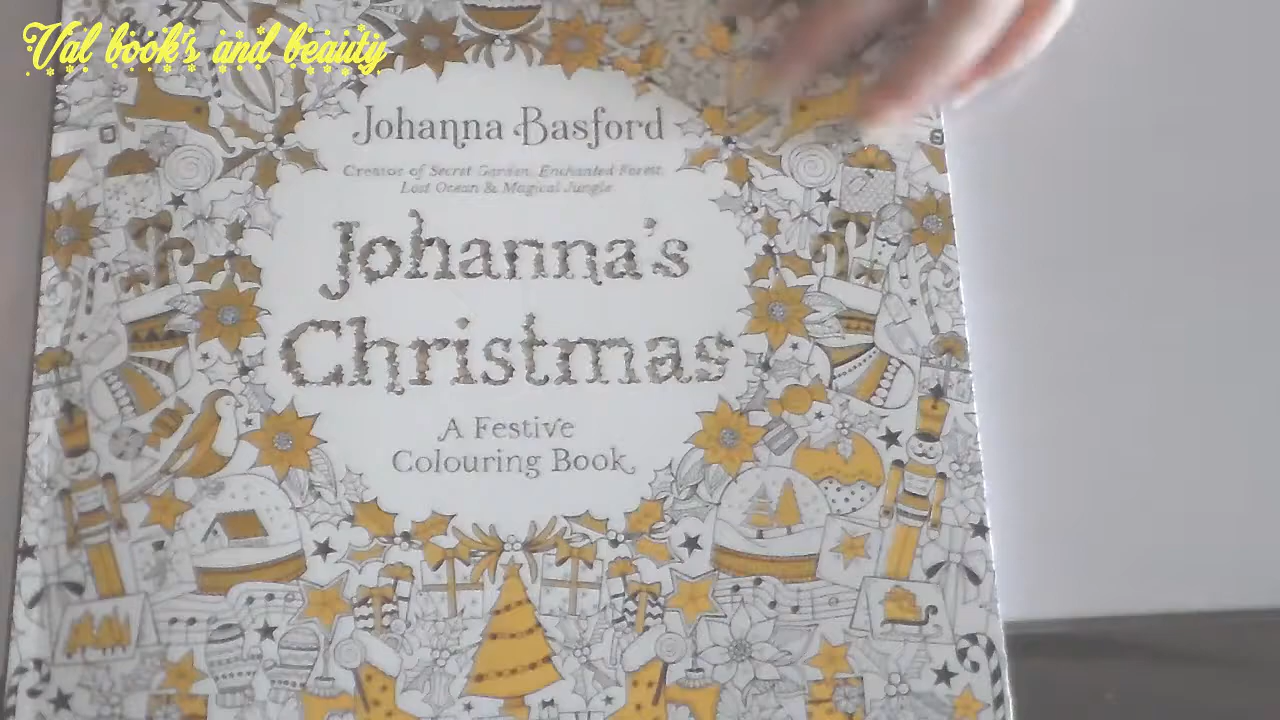 Val book's and beauty
Johanna Basford
Creator of Secret Garden, Enchanted Forest,
Lost Ocean & Magical Jungle
Johanna's
Christmas
A Festive
Colouring Book